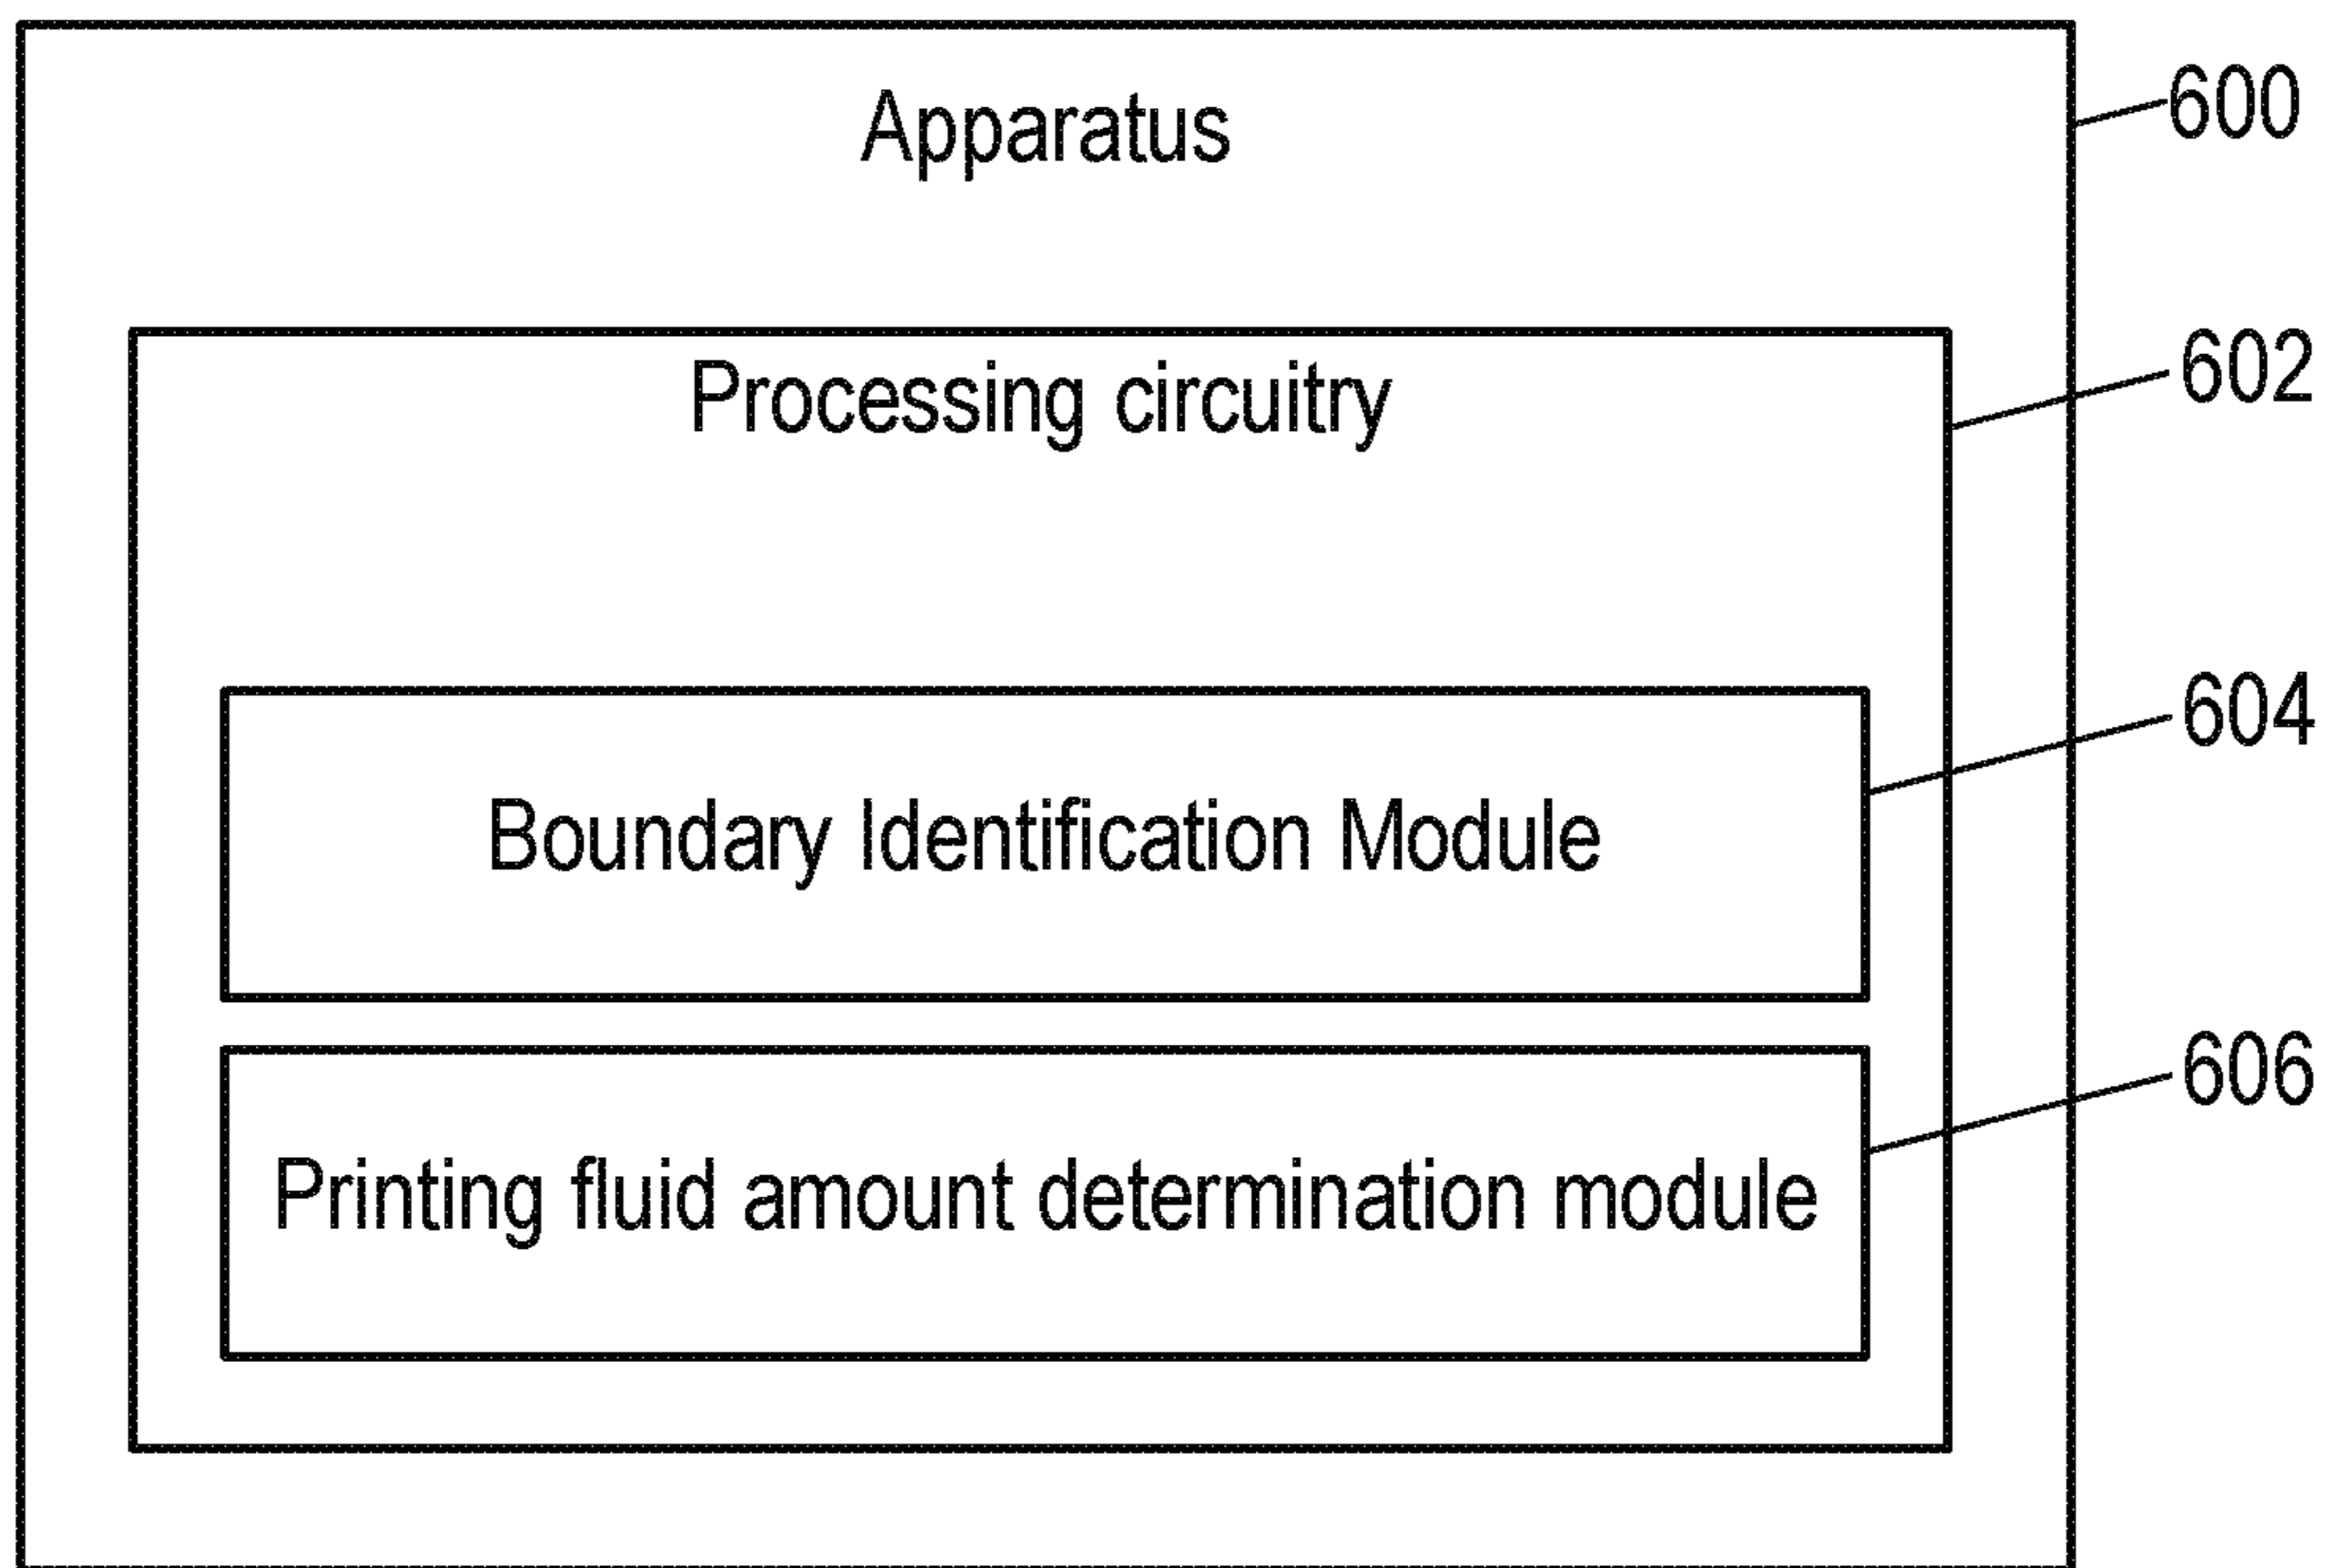 Apparatus
600
Processing circuitry
602
Boundary Identification Module
604
Printing fluid amount determination module
606